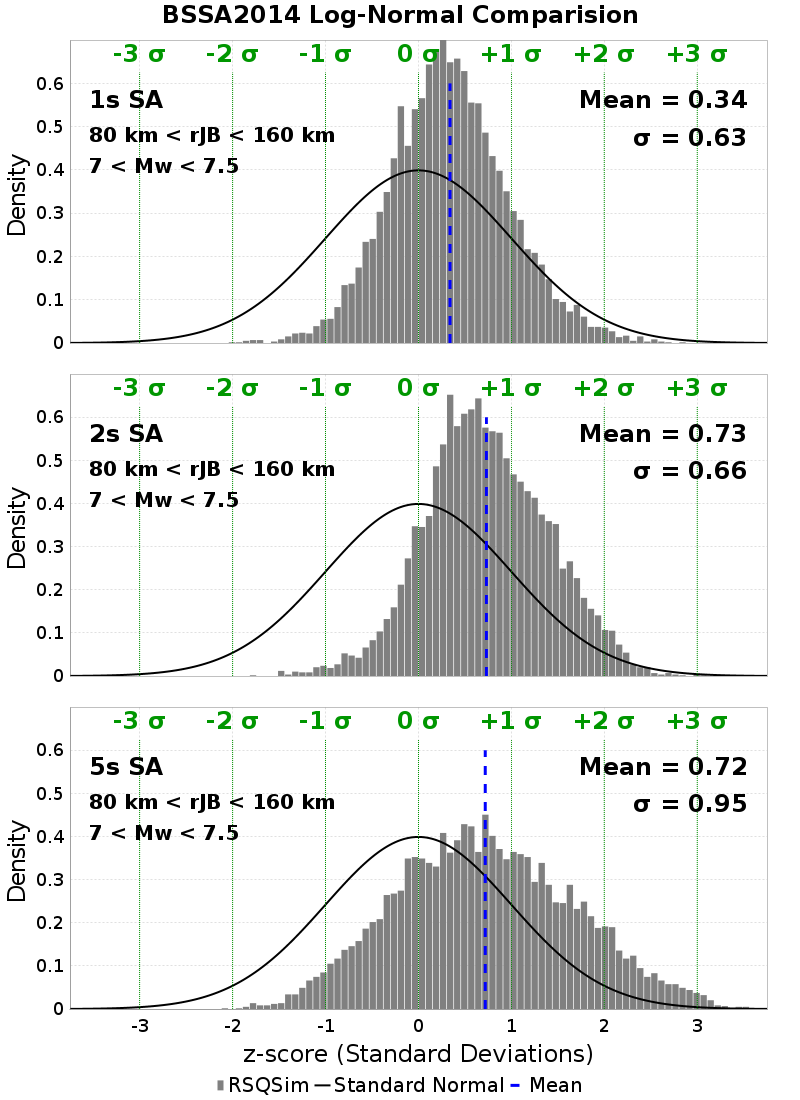 BSSA2014 Log-Normal Comparision
-3 σ -2 σ -1 σ 0 σ +1 σ +2 σ +3 σ
1s SA
Mean = 0.34
80 km < rJB < 160 km
σ = 0.63
7 < Mw < 7.5
Density
0.6
0.5
0.4
0.3
0.2
0.1
0
-3 σ -2 σ -1 σ 0 σ +1 σ +2 σ +3 σ
2s SA
Mean = 0.73
80 km < rJB < 160 km
σ = 0.66
7 < Mw < 7.5
Density
0.6
0.5
0.4
0.3
0.2
0.1
0
-3 σ -2 σ -1 σ 0 σ +1 σ +2 σ +3 σ
5s SA
Mean = 0.72
80 km < rJB < 160 km
σ = 0.95
7 < Mw < 7.5
Density
0.6
0.5
0.4
0.3
0.2
0.1
0
-3 -2 -1 0 1 2 3
z-score (Standard Deviations)
RSQSim Standard Normal Mean